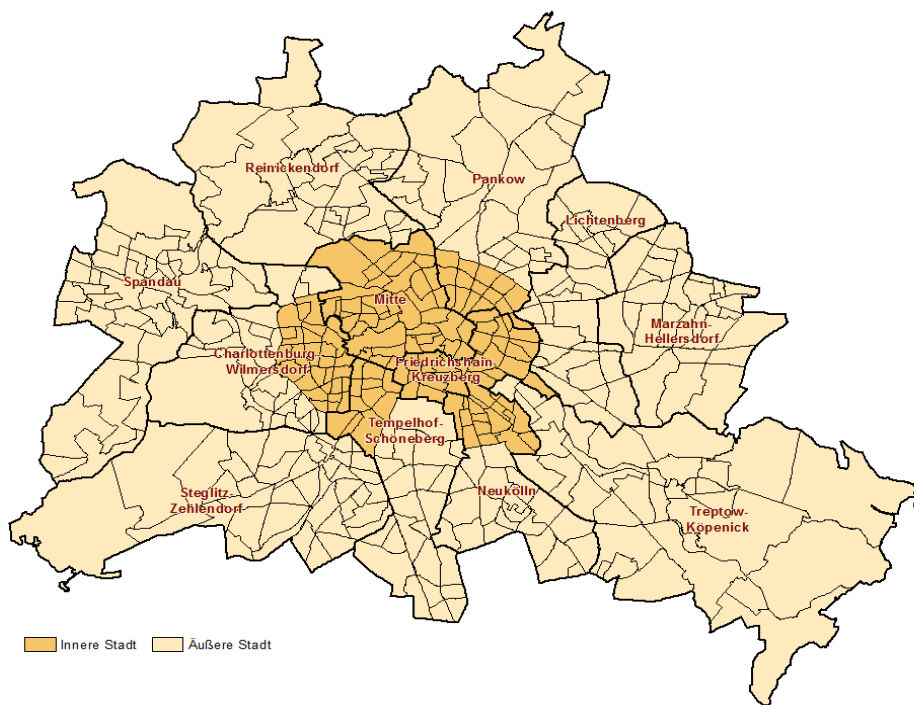 Reinickendorf
Pankow
Lichtenberg
Spandau
Mitte
Marzahn-
Hellersdorf
Charlottenburg
Wilmersdorf
Friedrichshain-
Kreuzberg
Tempelhof-
Schöneberg
Steglitz-
Zehlendorf
Neukölln
Treptow-
Köpenick
Innere Stadt
Äußere Stadt